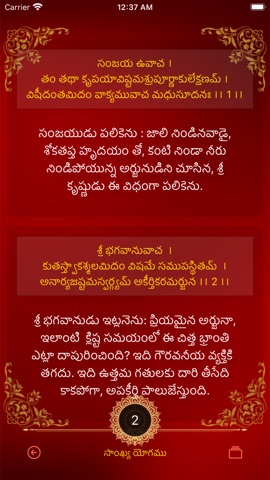 Carrier 12:37 AM
సంజయ ఉవాచ ।
తం తథా కృపయావిష్టమశ్రుపూర్ణాకులేక్షణమ్ ।
విషీదంతమిదం వాక్యమువాచ మధుసూదనః ।। 1।।
సంజయుడు పలికెను : జాలి నిండినవాడై,
శోకతప్త హృదయం తో, కంటి నిండా నీరు
నిండిపోయున్న అర్జునుడిని చూసిన, శ్రీ
కృష్ణుడు ఈ విధంగా పలికెను.
శ్రీ భగవానువాచ ।
కుతస్త్వాకశ్మలమిదం విషమే సముపస్థితమ్ ।
అనార్యజుష్టమస్వర్గ్యమ్ అకీర్తికరమర్జున ।। 2।।
శ్రీ భగవానుడు ఇట్లనెను: ప్రియమైన అర్జునా,
ఇలాంటి క్లిష్ట సమయంలో ఈ చిత్త భ్రాంతి
ఎట్లా దాపురించింది? ఇది గౌరవనీయ వ్యక్తికి
తగదు. ఇది ఉత్తమ గతులకు దారి తీసేది
కాకపోగా, అపకీర్తి పాలుజేస్తుంది.
2
సాంఖ్య యోగము